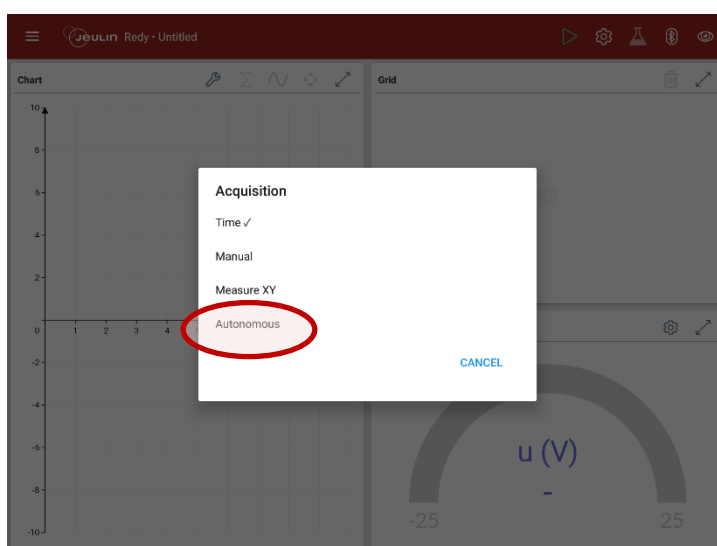 Jeulin Redy • Untitled
Chart
Grid
10
8
6
4
2
0 1 2 3 4
-2
-4
-6
-8
-10
Acquisition
Time ✓
Manual
Measure XY
Autonomous
CANCEL
u (V)
-
-25 25